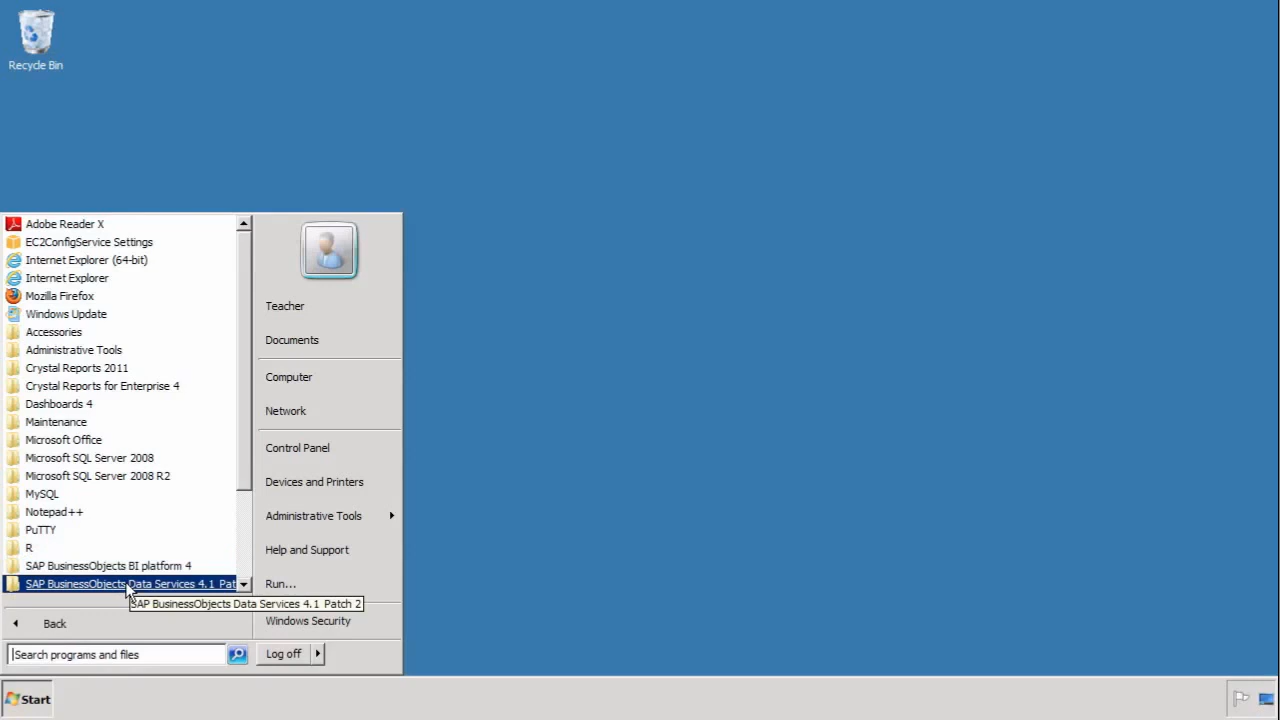 Recycle Bin
Adobe Reader X
EC2ConfigService Settings
Internet Explorer (64-bit)
Internet Explorer
Mozilla Firefox
Windows Update
Accessories
Administrative Tools
Crystal Reports 2011
Crystal Reports for Enterprise 4
Dashboards 4
Maintenance
Microsoft Office
Microsoft SQL Server 2008
Microsoft SQL Server 2008 R2
MySQL
Notepad++
PuTTY
R
SAP BusinessObjects BI platform 4
SAP BusinessObjects Data Services 4.1 Pat
SAP BusinessObjects Data Services 4.1 Patch 2
Back
Search programs and files
Teacher
Documents
Computer
Network
Control Panel
Devices and Printers
Administrative Tools
Help and Support
Run...
Windows Security
Log off
Start